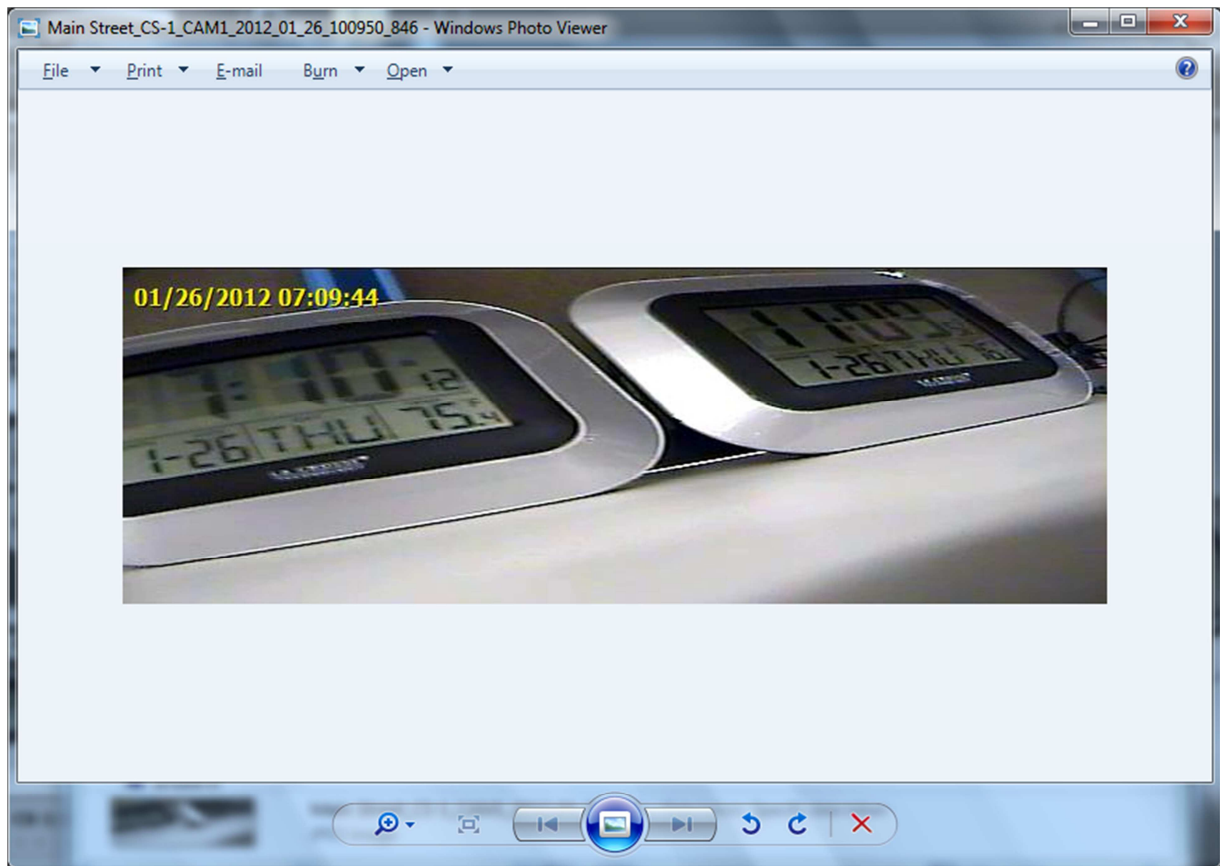 Main Street_CS-1_CAM1_2012_01_26_100950_846 - Windows Photo Viewer
File Print E-mail Burn Open
01/26/2012 07:09:44
7:10 12
1-26 THU 75.4
1-26 THU